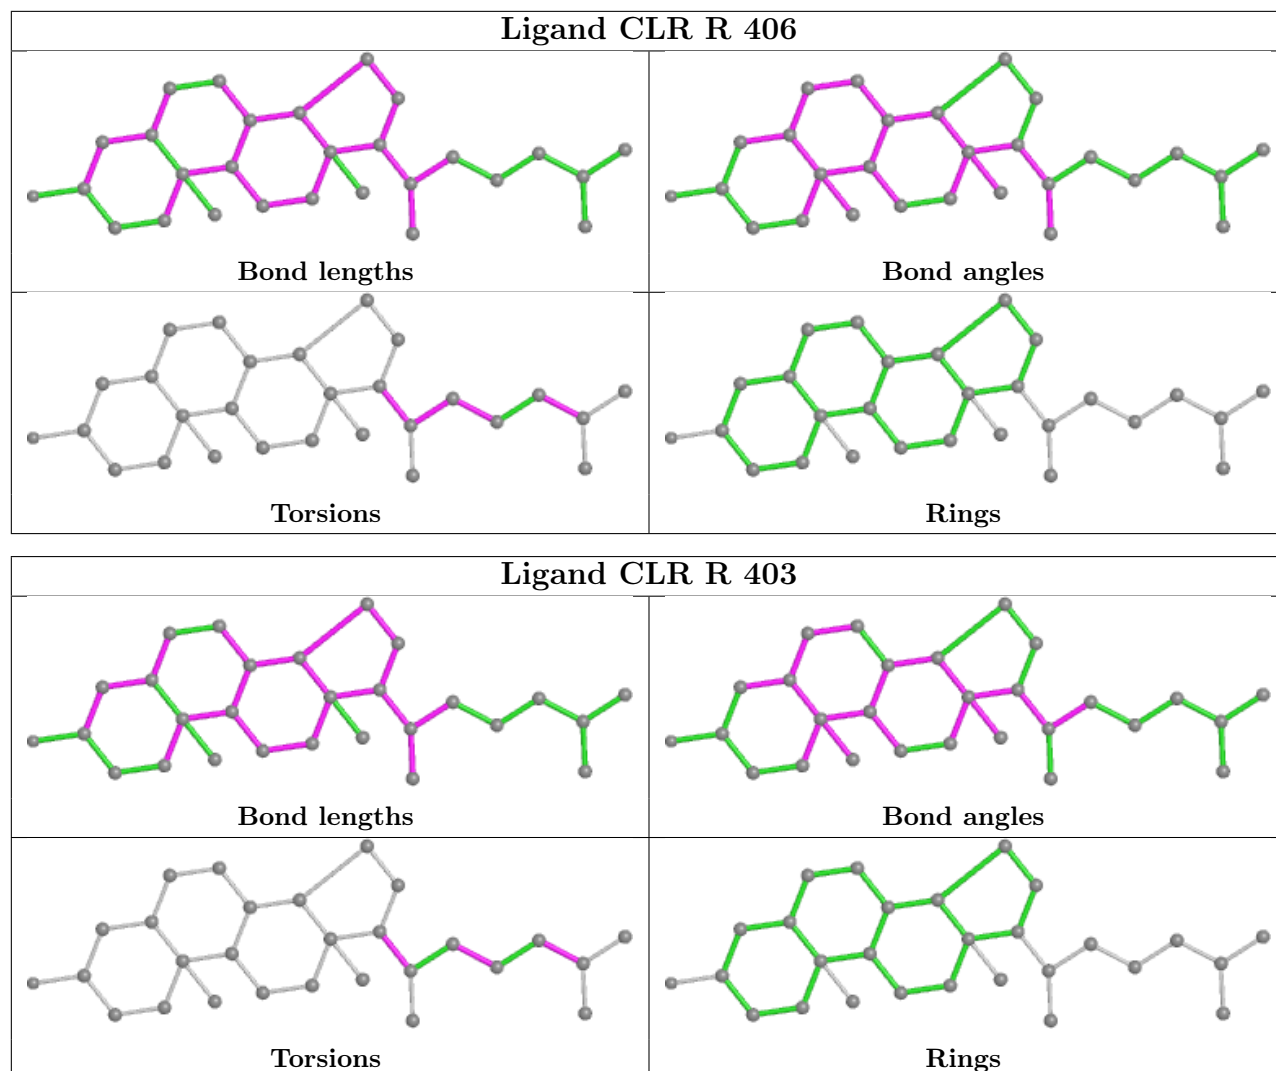 Ligand CLR R 406
Bond lengths
Bond angles
Torsions
Rings
Ligand CLR R 403
Bond lengths
Bond angles
Torsions
Rings